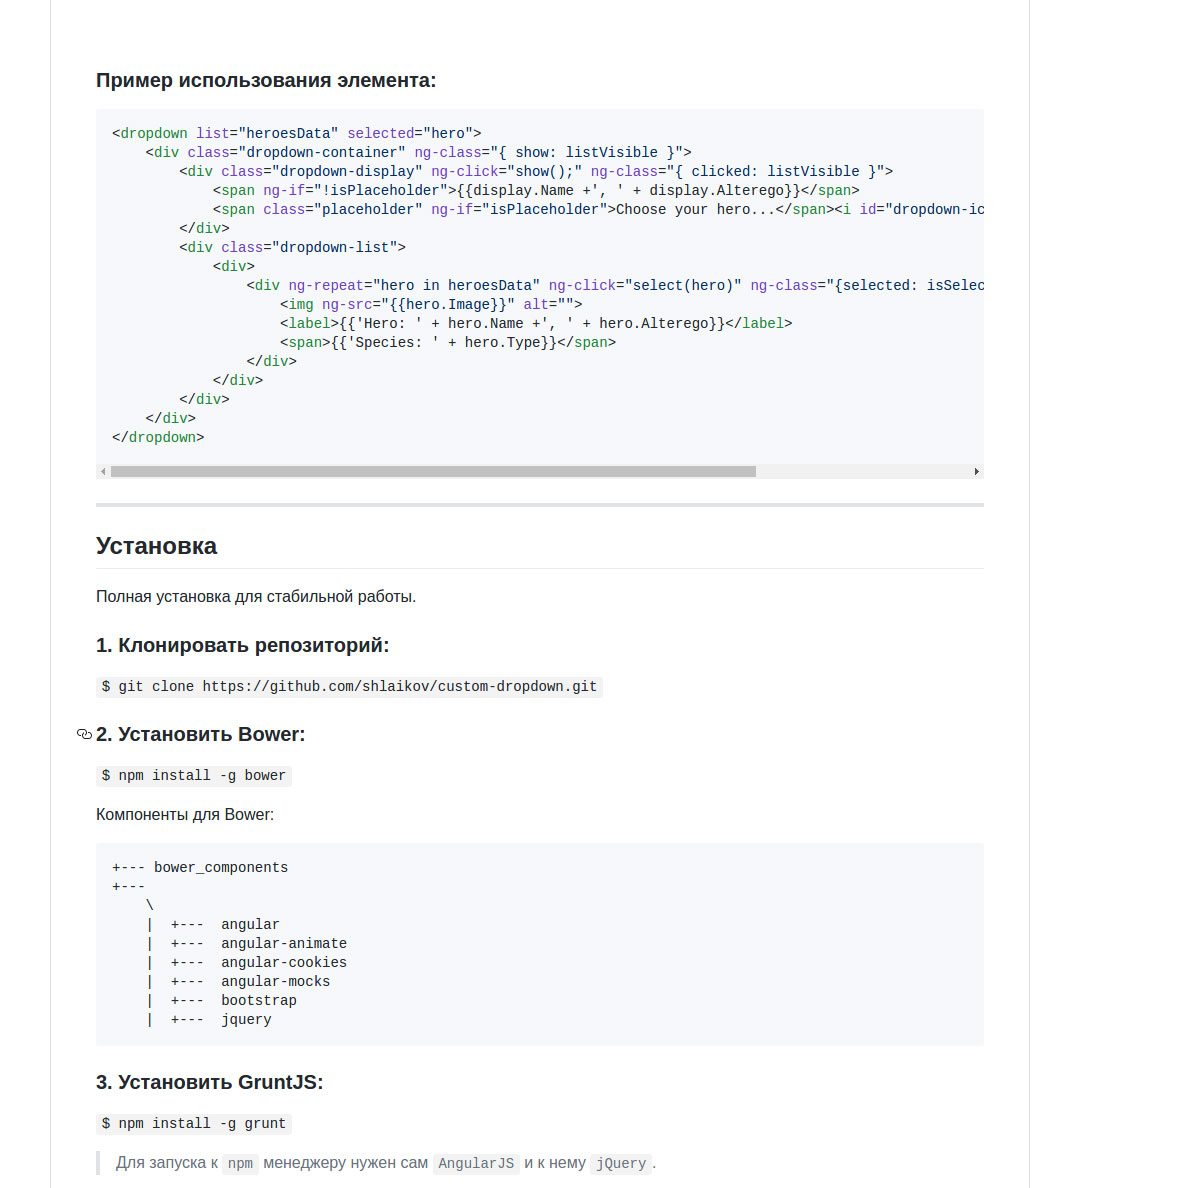 Пример использования элемента:
<dropdown list="heroesData" selected="hero">
    <div class="dropdown-container" ng-class="{ show: listVisible }">
        <div class="dropdown-display" ng-click="show();" ng-class="{ clicked: listVisible }">
            <span ng-if="!isPlaceholder">{{display.Name +', ' + display.Alterego}}</span>
            <span class="placeholder" ng-if="isPlaceholder">Choose your hero...</span><i id="dropdown-ic
        </div>
        <div class="dropdown-list">
            <div>
                <div ng-repeat="hero in heroesData" ng-click="select(hero)" ng-class="{selected: isSelec
                    <img ng-src="{{hero.Image}}" alt="">
                    <label>{{'Hero: ' + hero.Name +', ' + hero.Alterego}}</label>
                    <span>{{'Species: ' + hero.Type}}</span>
                </div>
            </div>
        </div>
    </div>
</dropdown>
Установка
Полная установка для стабильной работы.
1. Клонировать репозиторий:
$ git clone https://github.com/shlaikov/custom-dropdown.git
2. Установить Bower:
$ npm install -g bower
Компоненты для Bower:
+--- bower_components
+---
    \
    |  +---  angular
    |  +---  angular-animate
    |  +---  angular-cookies
    |  +---  angular-mocks
    |  +---  bootstrap
    |  +---  jquery
3. Установить GruntJS:
$ npm install -g grunt
Для запуска к npm менеджеру нужен сам AngularJS и к нему jQuery.